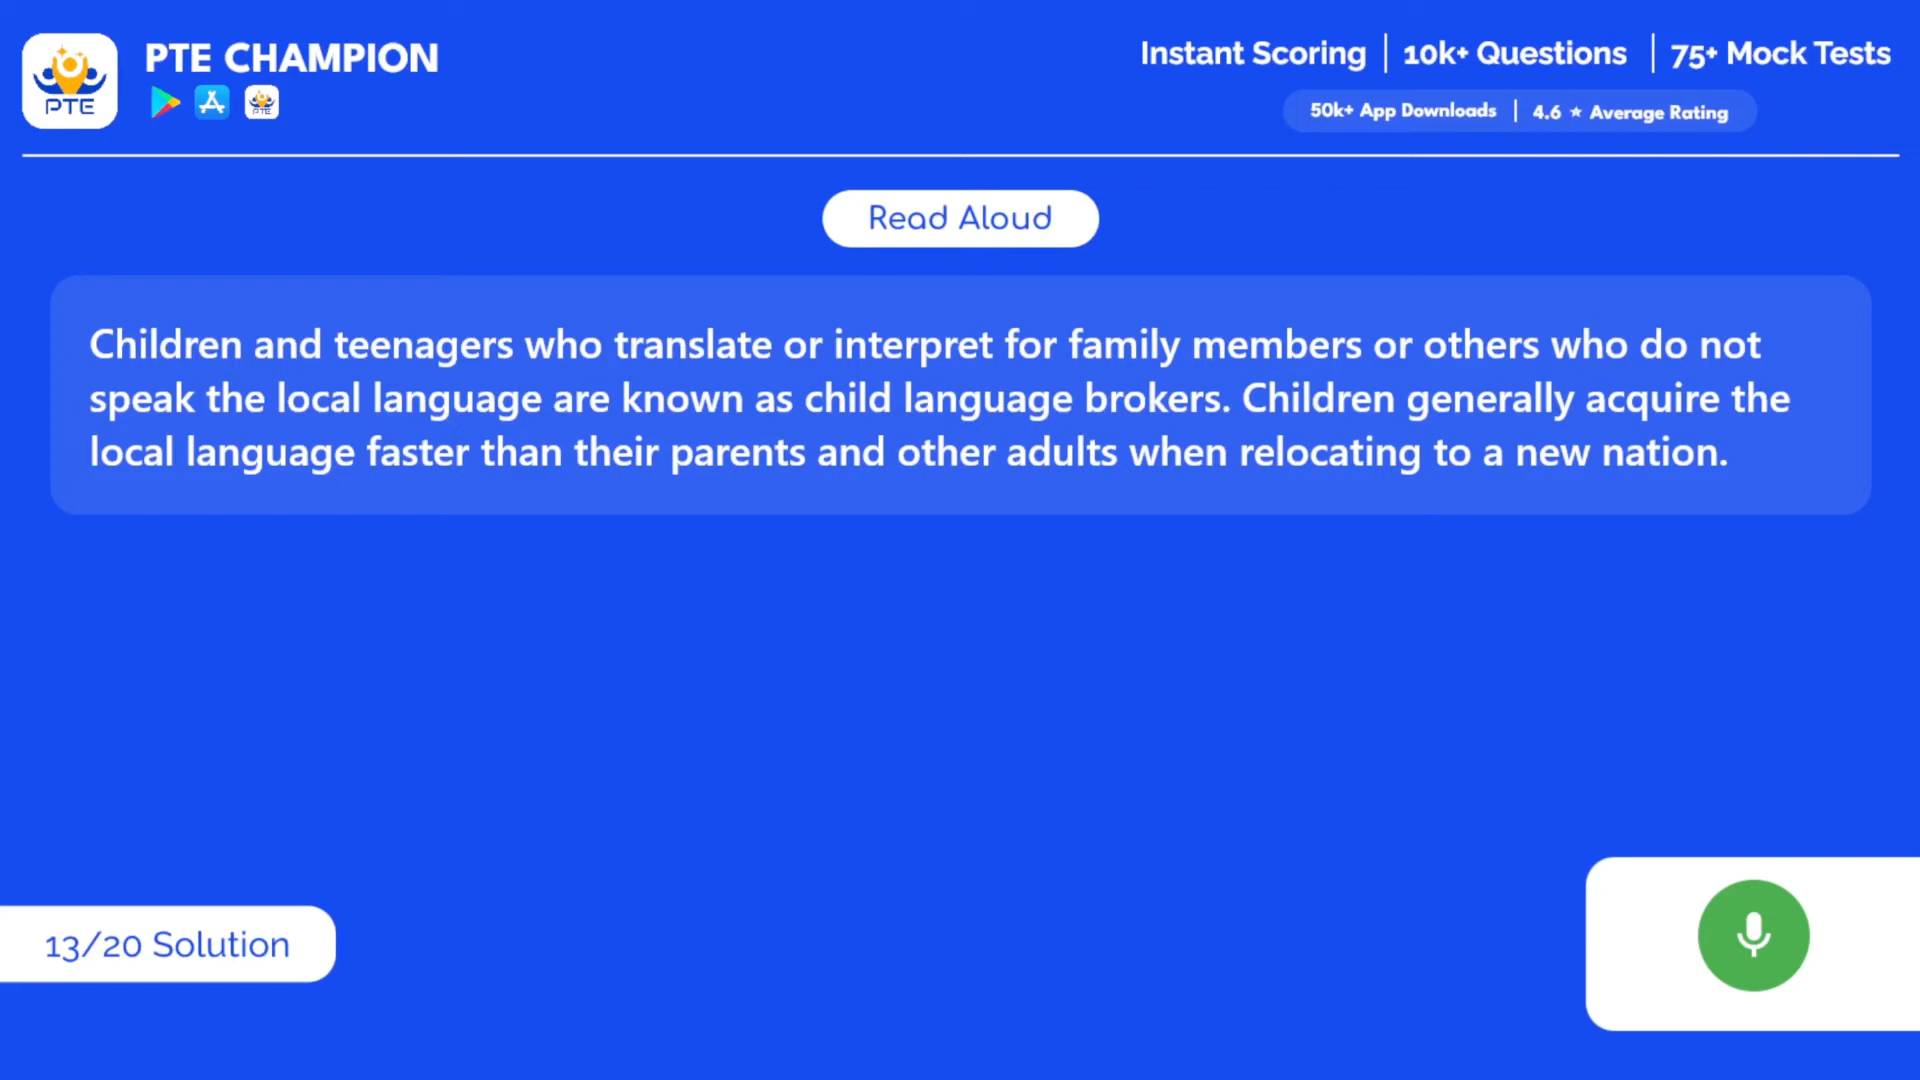 PTE CHAMPION
PTE
PTE
Instant Scoring | 10k+ Questions | 75+ Mock Tests
50k+ App Downloads | 4.6 ★ Average Rating
Read Aloud
Children and teenagers who translate or interpret for family members or others who do not
speak the local language are known as child language brokers. Children generally acquire the
local language faster than their parents and other adults when relocating to a new nation.
13/20 Solution